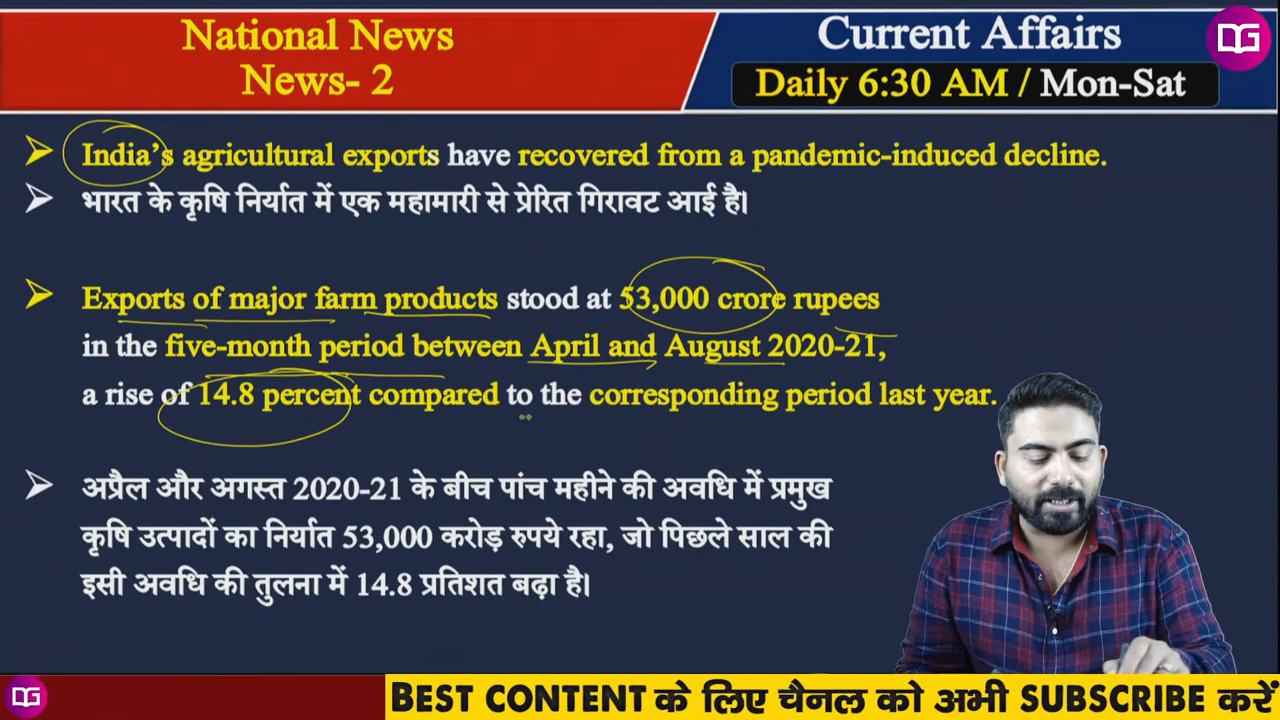 National News
News- 2
Current Affairs
Daily 6:30 AM / Mon-Sat
DG
India's agricultural exports have recovered from a pandemic-induced decline.
भारत के कृषि निर्यात में एक महामारी से प्रेरित गिरावट आई है।
Exports of major farm products stood at 53,000 crore rupees
in the five-month period between April and August 2020-21,
a rise of 14.8 percent compared to the corresponding period last year.
अप्रैल और अगस्त 2020-21 के बीच पांच महीने की अवधि में प्रमुख
कृषि उत्पादों का निर्यात 53,000 करोड़ रुपये रहा, जो पिछले साल की
इसी अवधि की तुलना में 14.8 प्रतिशत बढ़ा है।
DG
BEST CONTENT के लिए चैनल को अभी SUBSCRIBE करें